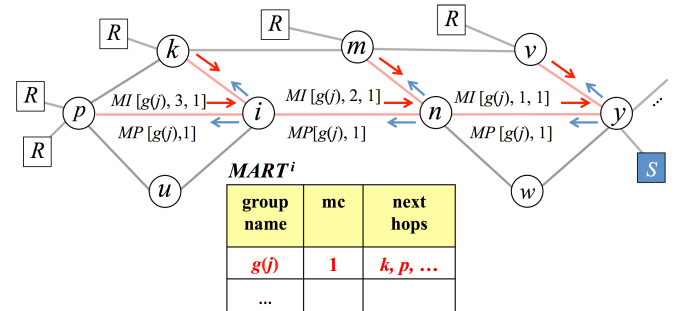 R
R
R
k
m
v
R
MI [g(j), 3, 1]
MI [g(j), 2, 1]
MI [g(j), 1, 1]
...
p
i
n
y
R
MP [g(j),1]
MP[g(j), 1]
MP [g(j), 1]
MART i
S
u
w
group name
mc
next hops
g(j)
1
k, p, ...
...